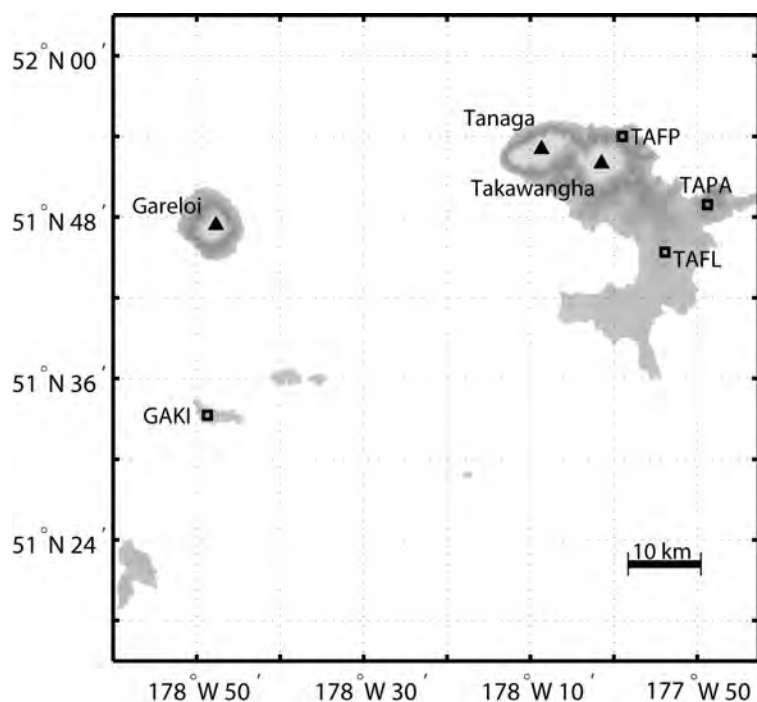 52°N 00′
Tanaga
TAFP
Takawangha
TAPA
Gareloi
51°N 48′
TAFL
51°N 36′
GAKI
51°N 24′
10 km
178°W 50′
178°W 30′
178°W 10′
177°W 50′